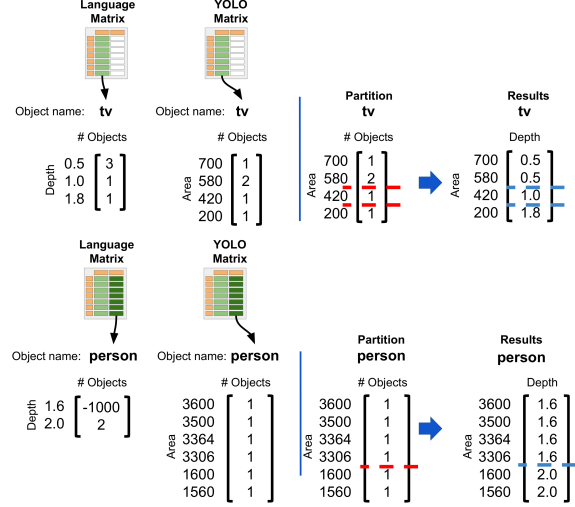 Language Matrix
YOLO Matrix
Object name: tv
Object name: tv
Partition tv
Results tv
# Objects
# Objects
# Objects
Depth
Depth
0.5 3
1.0 1
1.8 1
Area
700 1
580 2
420 1
200 1
Area
700 1
580 2
420 1
200 1
Area
700 0.5
580 0.5
420 1.0
200 1.8
Language Matrix
YOLO Matrix
Object name: person
Object name: person
Partition person
Results person
# Objects
# Objects
# Objects
Depth
Depth
1.6 -1000
2.0 2
Area
3600 1
3500 1
3364 1
3306 1
1600 1
1560 1
Area
3600 1
3500 1
3364 1
3306 1
1600 1
1560 1
Area
3600 1.6
3500 1.6
3364 1.6
3306 1.6
1600 2.0
1560 2.0